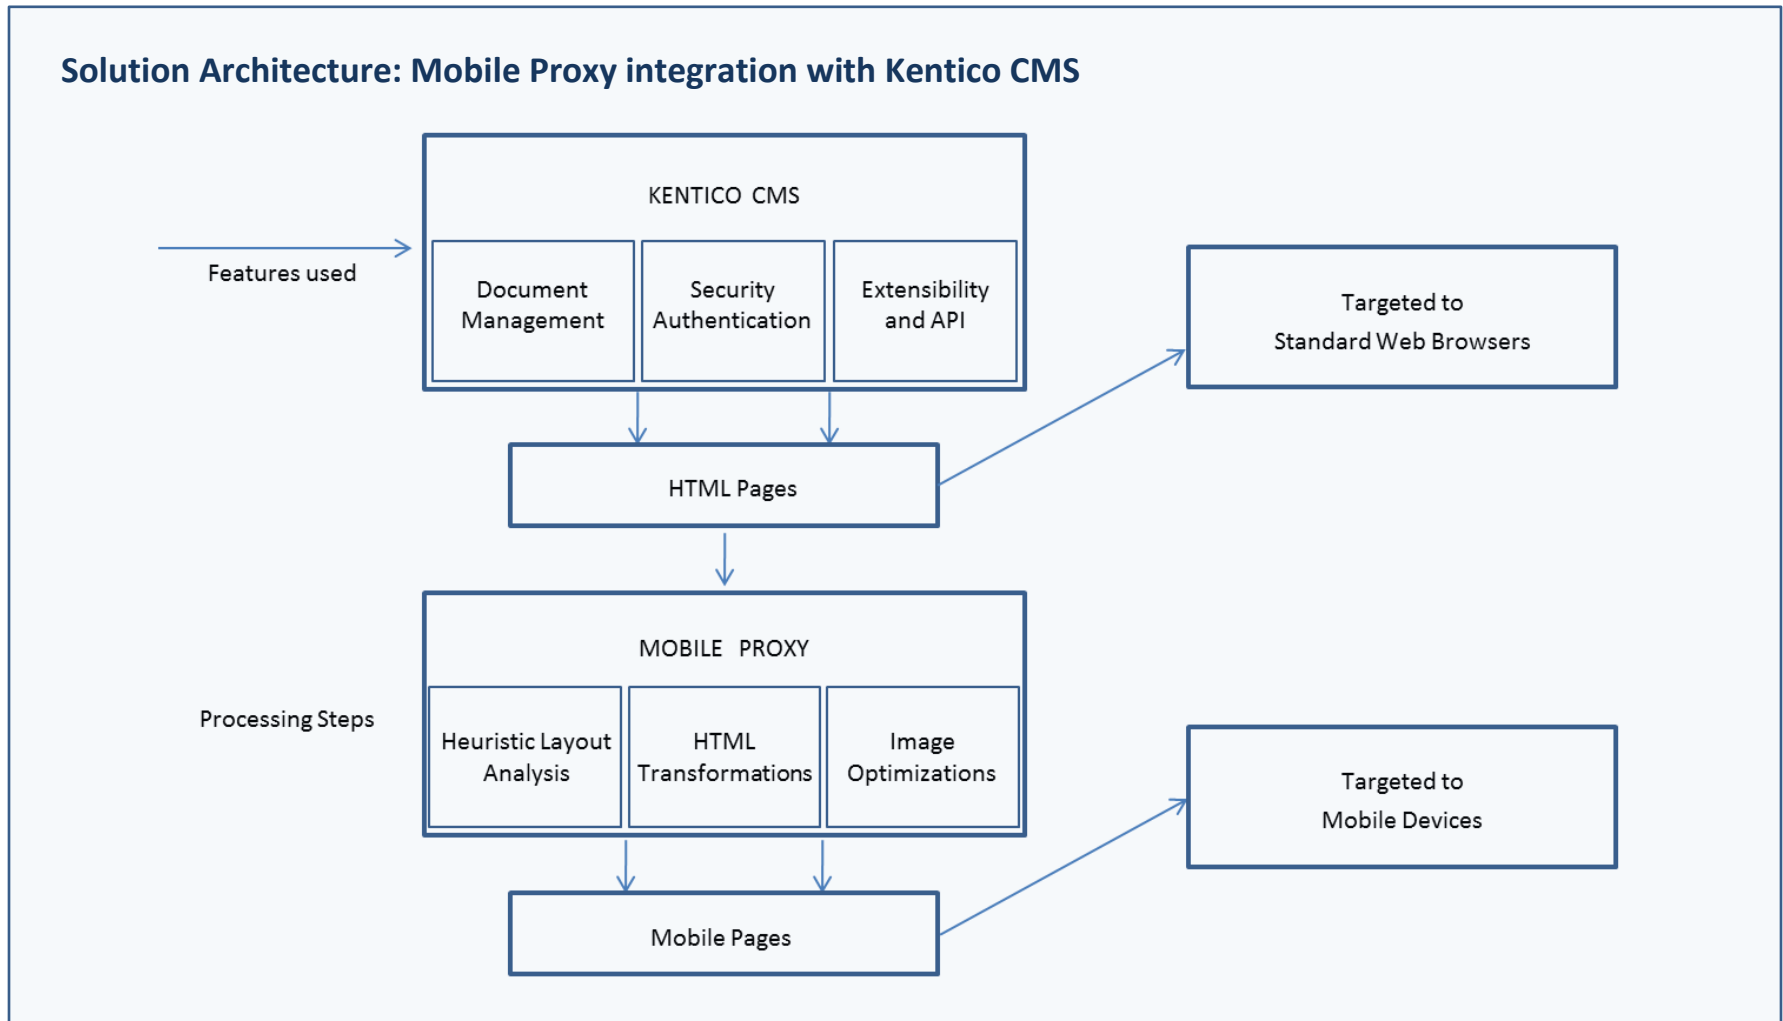 Solution Architecture: Mobile Proxy integration with Kentico CMS
KENTICO CMS
Features used
Document
Management
Security
Authentication
Extensibility
and API
Targeted to
Standard Web Browsers
HTML Pages
MOBILE PROXY
Processing Steps
Heuristic Layout
Analysis
HTML
Transformations
Image
Optimizations
Targeted to
Mobile Devices
Mobile Pages